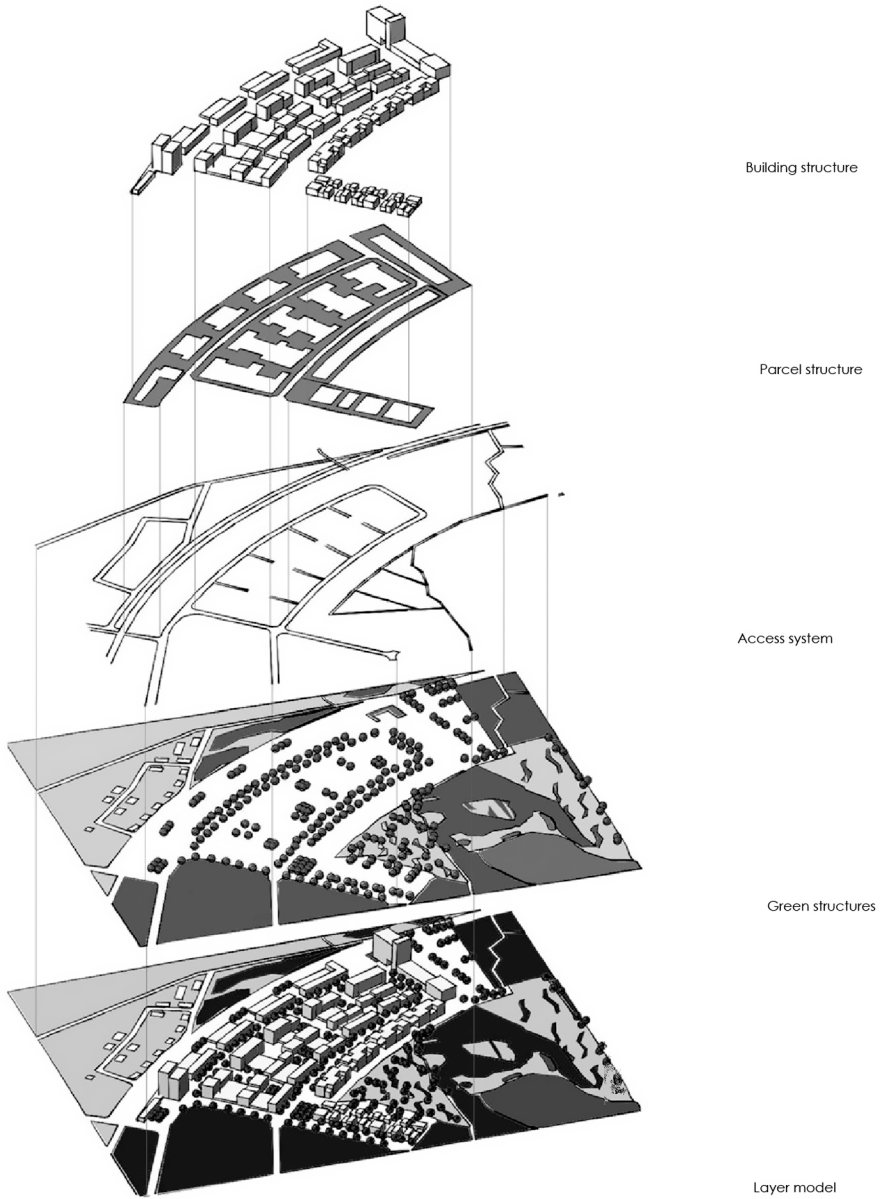 Building structure
Parcel structure
Access system
Green structures
Layer model